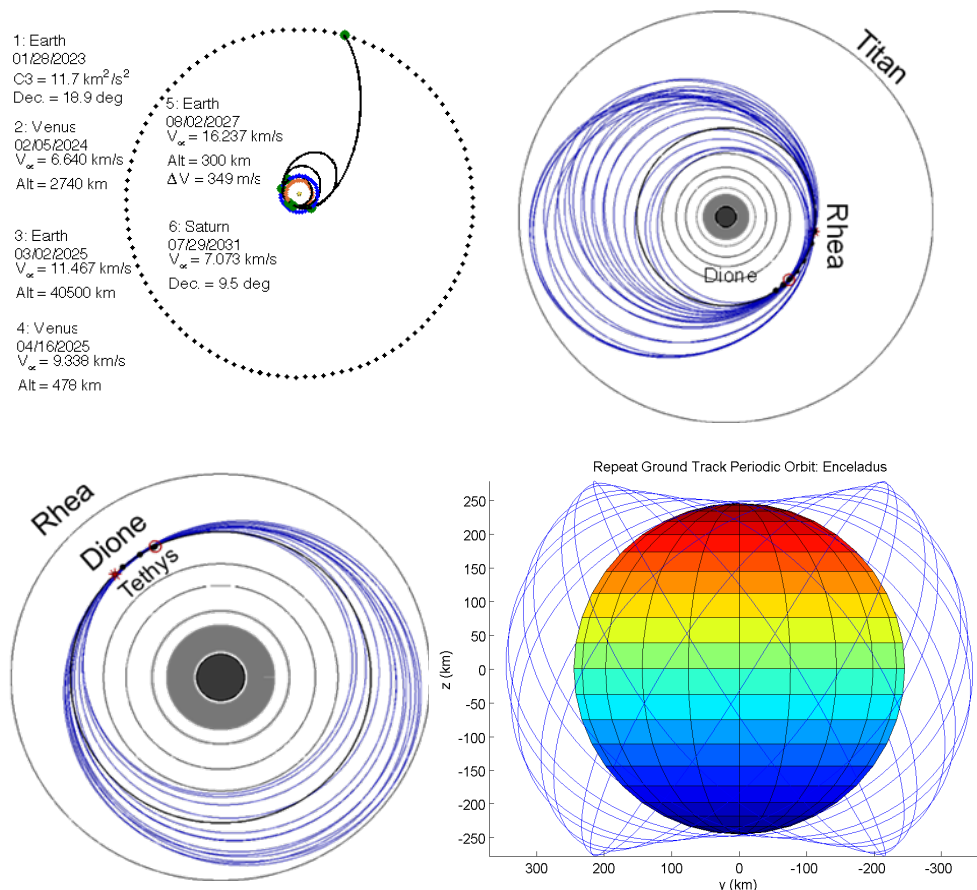 1: Earth
01/28/2023
C3 = 11.7 km²/s²
Dec. = 18.9 deg
2: Venus
02/05/2024
V∝ = 6.640 km/s
Alt = 2740 km
3: Earth
03/02/2025
V∝ = 11.467 km/s
Alt = 40500 km
4: Venus
04/16/2025
V∝ = 9.338 km/s
Alt = 478 km
5: Earth
08/02/2027
V∝ = 16.237 km/s
Alt = 300 km
ΔV = 349 m/s
6: Saturn
07/29/2031
V∝ = 7.073 km/s
Dec. = 9.5 deg
Titan
Rhea
Dione
Rhea
Dione
Tethys
Repeat Ground Track Periodic Orbit: Enceladus
z (km)
250
200
150
100
50
0
-50
-100
-150
-200
-250
300
200
100
0
-100
-200
-300
y (km)